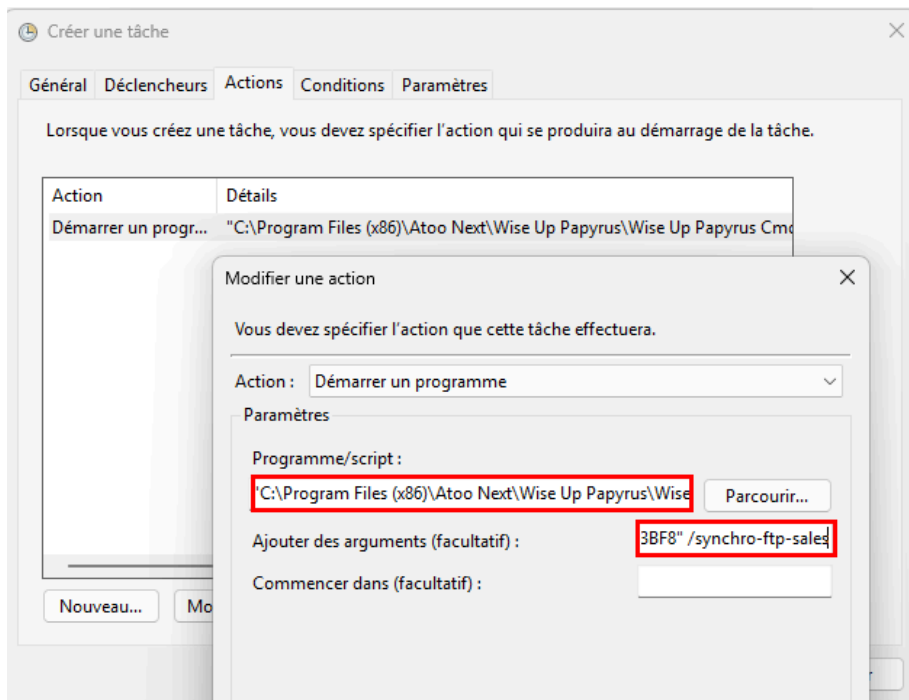 Créer une tâche
Général Déclencheurs Actions Conditions Paramètres
Lorsque vous créez une tâche, vous devez spécifier l'action qui se produira au démarrage de la tâche.
Action Détails
Démarrer un progr... "C:\Program Files (x86)\Atoo Next\Wise Up Papyrus\Wise Up Papyrus Cmd
Modifier une action
Vous devez spécifier l'action que cette tâche effectuera.
Action : Démarrer un programme
Paramètres
Programme/script :
"C:\Program Files (x86)\Atoo Next\Wise Up Papyrus\Wise Parcourir...
Ajouter des arguments (facultatif) : 3BF8" /synchro-ftp-sales
Commencer dans (facultatif) :
Nouveau... Mo